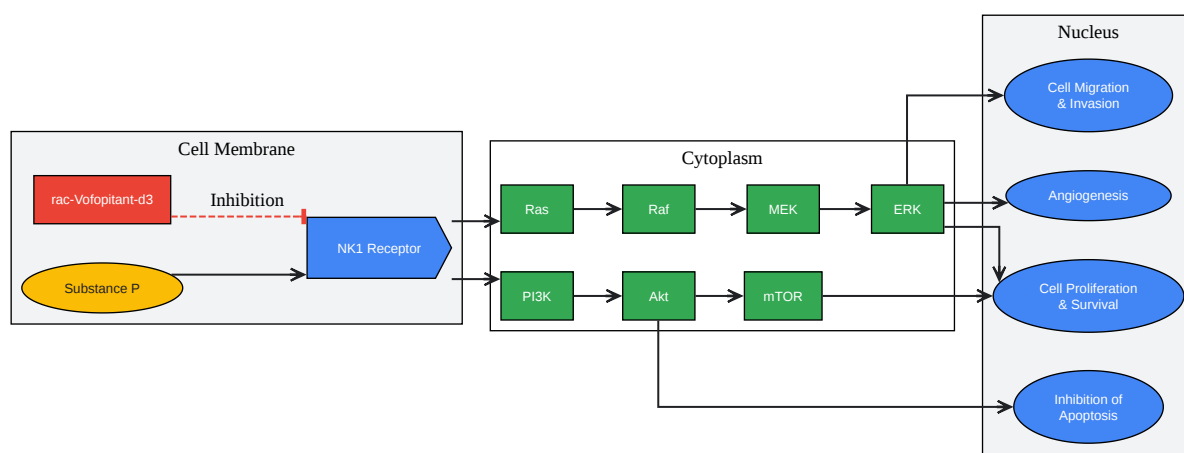 Nucleus
Cell Migration
& Invasion
Cell Membrane
Cytoplasm
rac-Vofopitant-d3
Inhibition
Ras
Raf
MEK
ERK
Angiogenesis
NK1 Receptor
Substance P
PI3K
Akt
mTOR
Cell Proliferation
& Survival
Inhibition of
Apoptosis